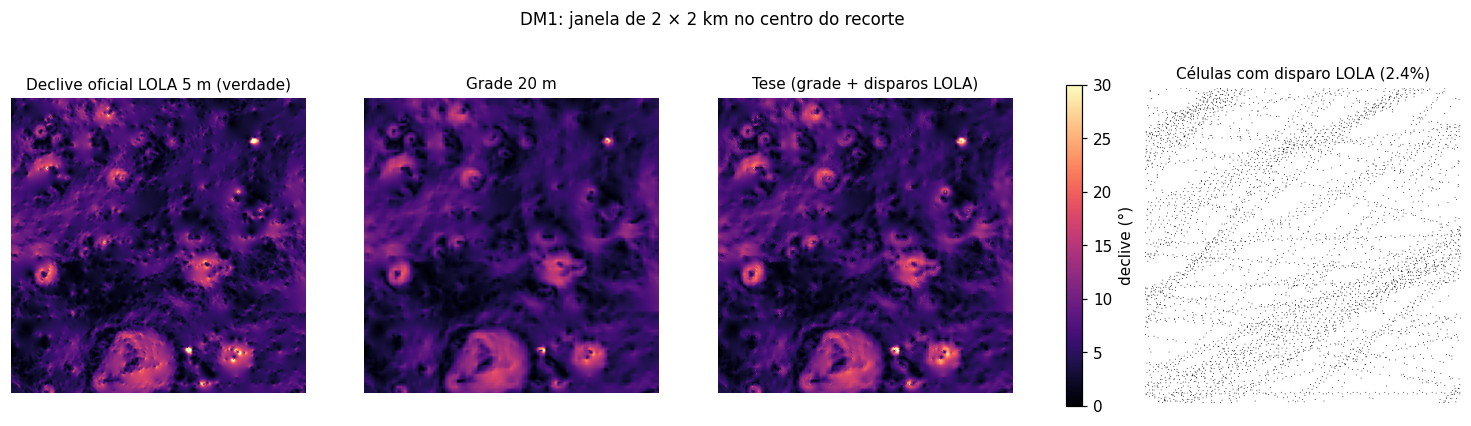 DM1: janela de 2 × 2 km no centro do recorte
Declive oficial LOLA 5 m (verdade)
Grade 20 m
Tese (grade + disparos LOLA)
Células com disparo LOLA (2.4%)
30
25
20
15
10
5
0
declive (°)